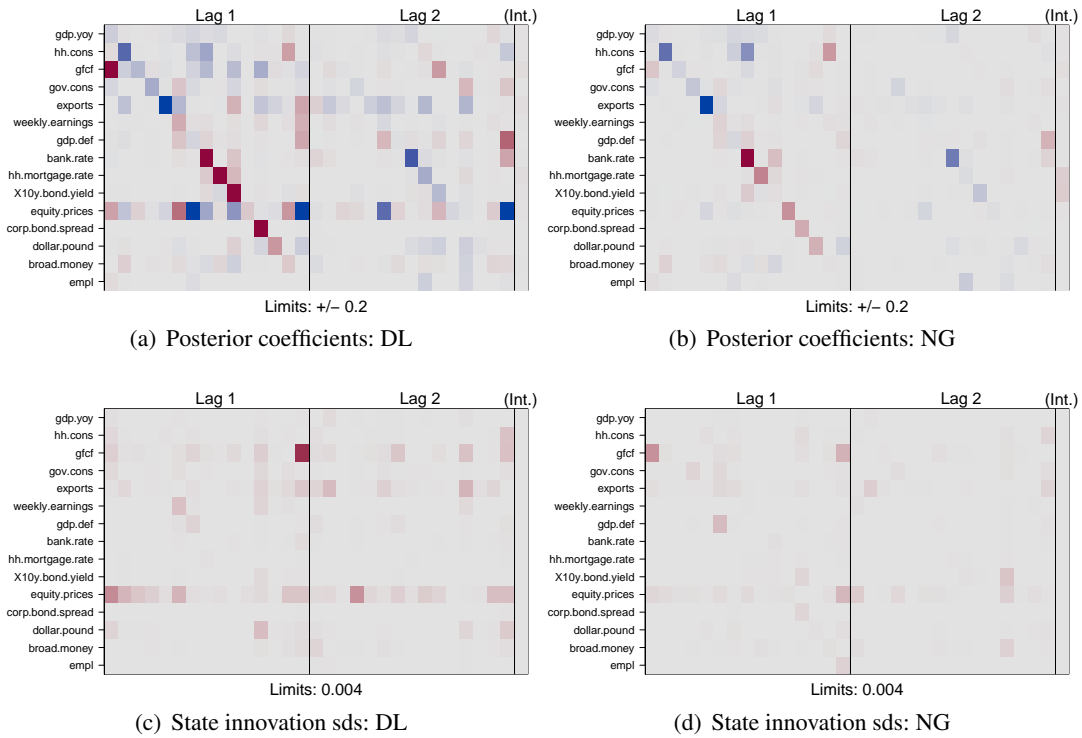 Lag 1 Lag 2 (Int.)
gdp.yoy
hh.cons
gfcf
gov.cons
exports
weekly.earnings
gdp.def
bank.rate
hh.mortgage.rate
X10y.bond.yield
equity.prices
corp.bond.spread
dollar.pound
broad.money
empl
Limits: +/− 0.2
(a) Posterior coefficients: DL
Lag 1 Lag 2 (Int.)
gdp.yoy
hh.cons
gfcf
gov.cons
exports
weekly.earnings
gdp.def
bank.rate
hh.mortgage.rate
X10y.bond.yield
equity.prices
corp.bond.spread
dollar.pound
broad.money
empl
Limits: +/− 0.2
(b) Posterior coefficients: NG
Lag 1 Lag 2 (Int.)
gdp.yoy
hh.cons
gfcf
gov.cons
exports
weekly.earnings
gdp.def
bank.rate
hh.mortgage.rate
X10y.bond.yield
equity.prices
corp.bond.spread
dollar.pound
broad.money
empl
Limits: 0.004
(c) State innovation sds: DL
Lag 1 Lag 2 (Int.)
gdp.yoy
hh.cons
gfcf
gov.cons
exports
weekly.earnings
gdp.def
bank.rate
hh.mortgage.rate
X10y.bond.yield
equity.prices
corp.bond.spread
dollar.pound
broad.money
empl
Limits: 0.004
(d) State innovation sds: NG